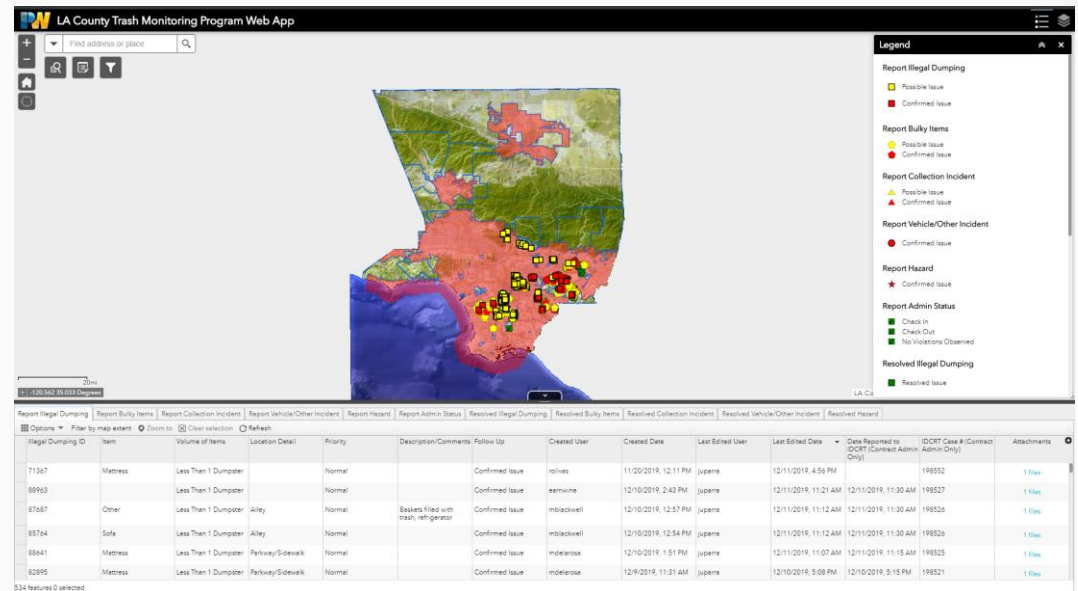 PW LA County Trash Monitoring Program Web App
+
Find address or place
-
Legend
Report Illegal Dumping
Possible Issue
Confirmed Issue
Report Bulky Items
Possible Issue
Confirmed Issue
Report Collection Incident
Possible Issue
Confirmed Issue
Report Vehicle/Other Incident
Confirmed Issue
Report Hazard
Confirmed Issue
Report Admin Status
Check In
Check Out
No Violations Observed
Resolved Illegal Dumping
Resolved Issue
20mi
-120.562 35.033 Degrees
LA Co
Report Illegal Dumping Report Bulky Items Report Collection Incident Report Vehicle/Other Incident Report Hazard Report Admin Status Resolved Illegal Dumping Resolved Bulky Items Resolved Collection Incident Resolved Vehicle/Other Incident Resolved Hazard
Options Filter by map extent Zoom to Clear selection Refresh
Illegal Dumping ID Item Volume of Items Location Detail Priority Description/Comments Follow Up Created User Created Date Last Edited User Last Edited Date Date Reported to IDCRT Case # (Contract Attachments
IDCRT (Contract Admin Admin Only)
Only)
71367 Mattress Less Than 1 Dumpster Normal Confirmed Issue rolives 11/20/2019, 12:11 PM juperra 12/11/2019, 4:56 PM 198552 1 files
88963 Less Than 1 Dumpster Normal Confirmed Issue earnwine 12/10/2019, 2:43 PM juperra 12/11/2019, 11:21 AM 12/11/2019, 11:30 AM 198527 1 files
87687 Other Less Than 1 Dumpster Alley Normal Baskets filled with Confirmed Issue mblackwell 12/10/2019, 12:57 PM juperra 12/11/2019, 11:12 AM 12/11/2019, 11:30 AM 198526 1 files
trash, refrigerator
85764 Sofa Less Than 1 Dumpster Alley Normal Confirmed Issue mblackwell 12/10/2019, 12:54 PM juperra 12/11/2019, 11:12 AM 12/11/2019, 11:30 AM 198526 1 files
88641 Mattress Less Than 1 Dumpster Parkway/Sidewalk Normal Confirmed Issue mdelarosa 12/10/2019, 1:51 PM juperra 12/11/2019, 11:07 AM 12/11/2019, 11:15 AM 198525 1 files
82895 Mattress Less Than 1 Dumpster Parkway/Sidewalk Normal Confirmed Issue mdelarosa 12/9/2019, 11:31 AM juperra 12/10/2019, 5:08 PM 12/10/2019, 5:15 PM 198521 1 files
534 features 0 selected